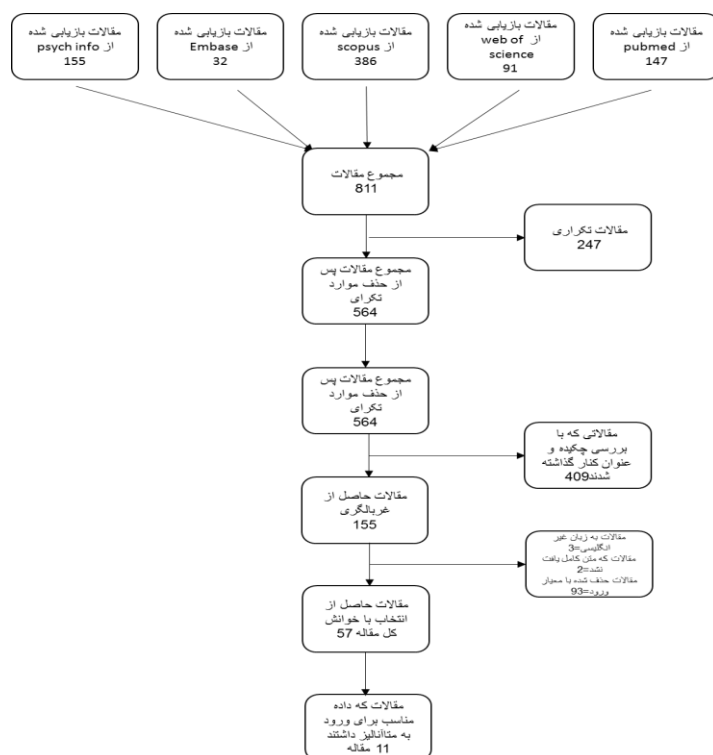 مقالات بازیابی شده
از pubmed
147
مقالات بازیابی شده
از web of
science
91
مقالات بازیابی شده
از scopus
386
مقالات بازیابی شده
از Embase
32
مقالات بازیابی شده
از psych info
155
مجموع مقالات
811
مقالات تکراری
247
مجموع مقالات پس
از حذف موارد
تکرای
564
مجموع مقالات پس
از حذف موارد
تکرای
564
مقالاتی که با
بررسی چکیده و
عنوان کنار گذاشته
شدند409
مقالات حاصل از
غربالگری
155
مقالات به زبان غیر
انگلیسی=3
مقالات که متن کامل یافت
نشد=2
مقالات حذف شده با معیار
ورود=93
مقالات حاصل از
انتخاب با خوانش
کل مقاله 57
مقالات که داده
مناسب برای ورود
به متاآنالیز داشتند
11 مقاله